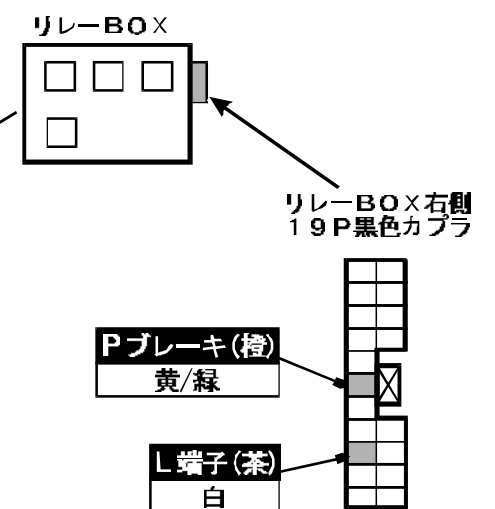 リレーBOX
リレーBOX右側
19P黒色カプラ
Pブレーキ(橙)
黄/緑
L端子(茶)
白